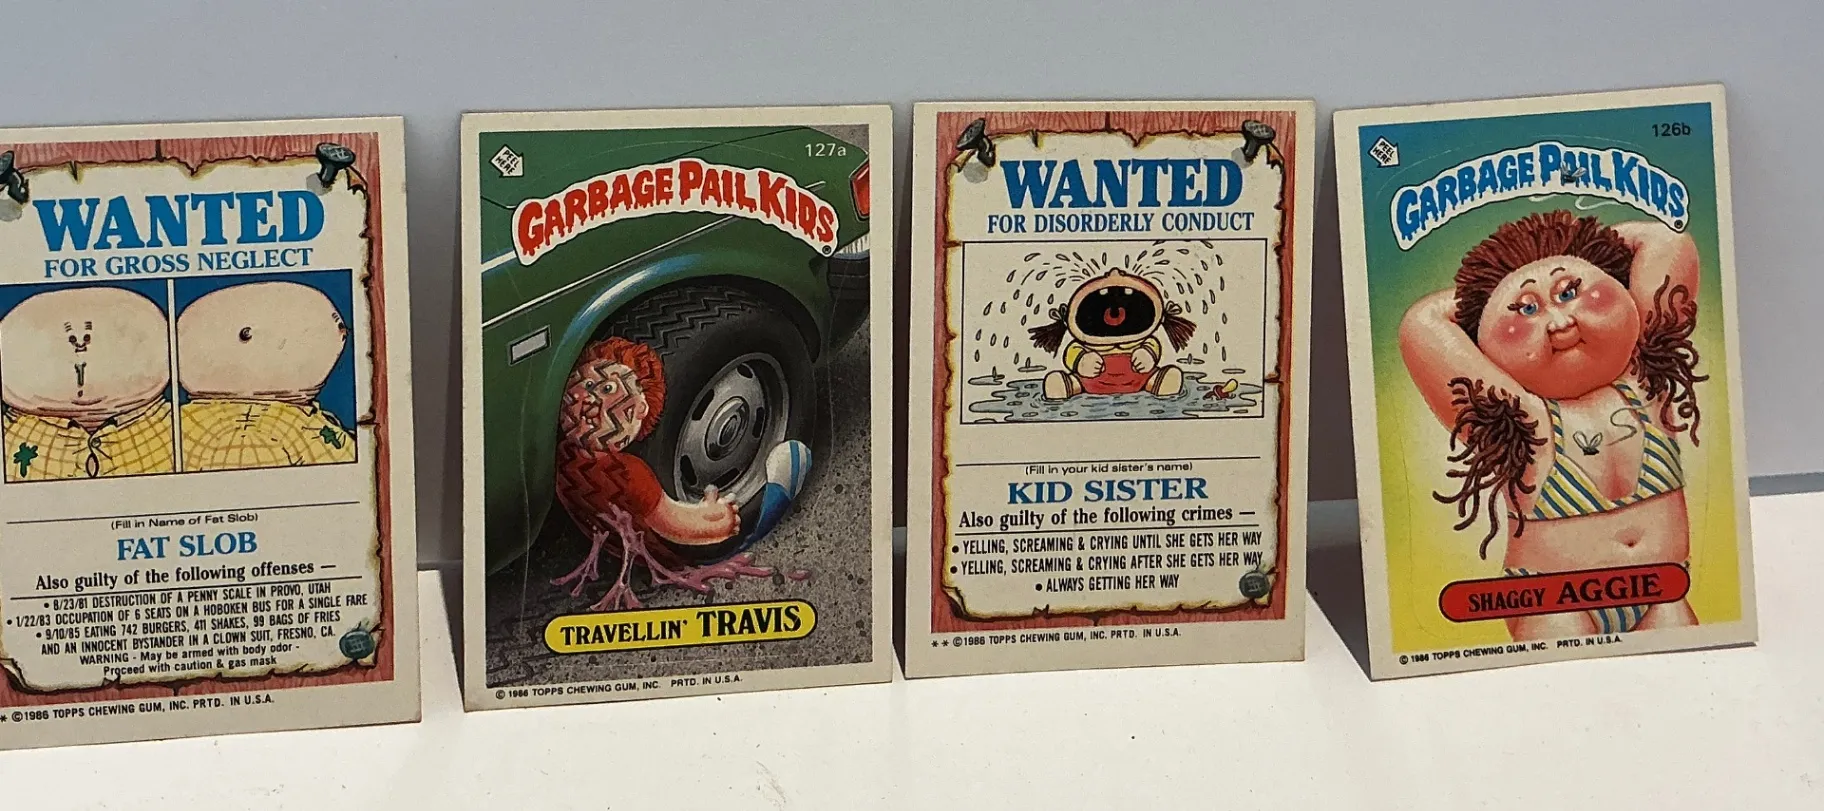 WANTED
FOR GROSS NEGLECT
(Fill in Name of Fat Slob)
FAT SLOB
Also guilty of the following offenses —
• 8/23/81 DESTRUCTION OF A PENNY SCALE IN PROVO, UTAH
• 1/22/83 OCCUPATION OF 6 SEATS ON A HOBOKEN BUS FOR A SINGLE FARE
• 9/10/85 EATING 742 BURGERS, 411 SHAKES, 99 BAGS OF FRIES
AND AN INNOCENT BYSTANDER IN A CLOWN SUIT, FRESNO, CA.
WARNING - May be armed with body odor -
Proceed with caution & gas mask
* ©1986 TOPPS CHEWING GUM, INC. PRTD. IN U.S.A.
PEEL
HERE
127a
GARBAGE PAIL KIDS
®
TRAVELLIN' TRAVIS
© 1986 TOPPS CHEWING GUM, INC. PRTD. IN U.S.A.
WANTED
FOR DISORDERLY CONDUCT
(Fill in your kid sister's name)
KID SISTER
Also guilty of the following crimes —
• YELLING, SCREAMING & CRYING UNTIL SHE GETS HER WAY
• YELLING, SCREAMING & CRYING AFTER SHE GETS HER WAY
• ALWAYS GETTING HER WAY
** ©1986 TOPPS CHEWING GUM, INC. PRTD. IN U.S.A.
PEEL
HERE
126b
GARBAGE PAIL KIDS
®
SHAGGY AGGIE
© 1986 TOPPS CHEWING GUM, INC. PRTD. IN U.S.A.